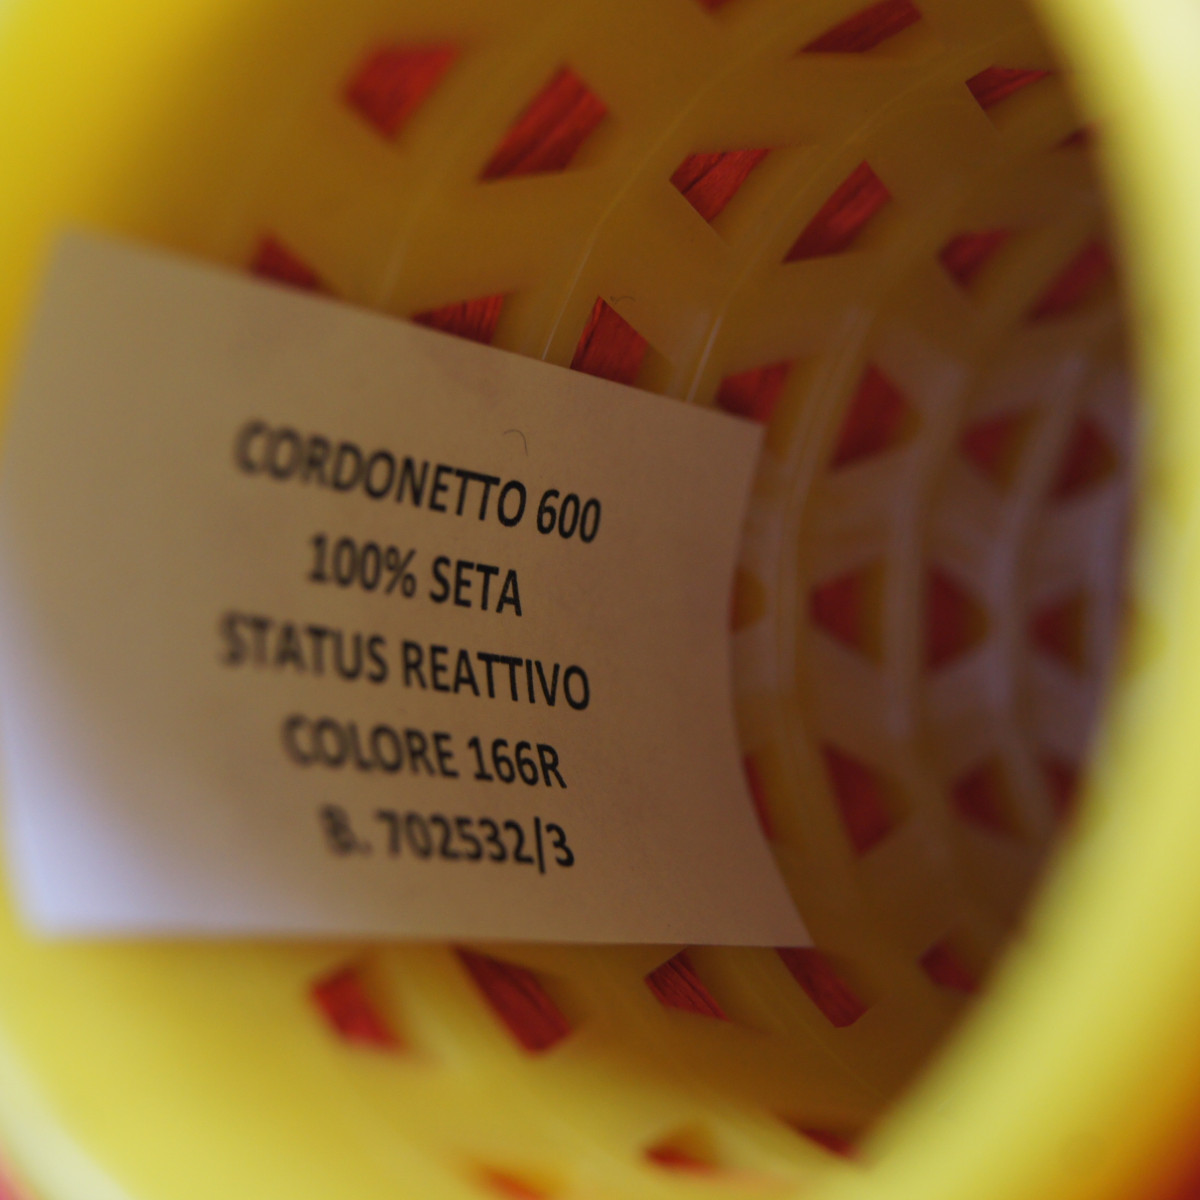 CORDONETTO 600
100% SETA
STATUS REATTIVO
COLORE 166R
B. 702532/3